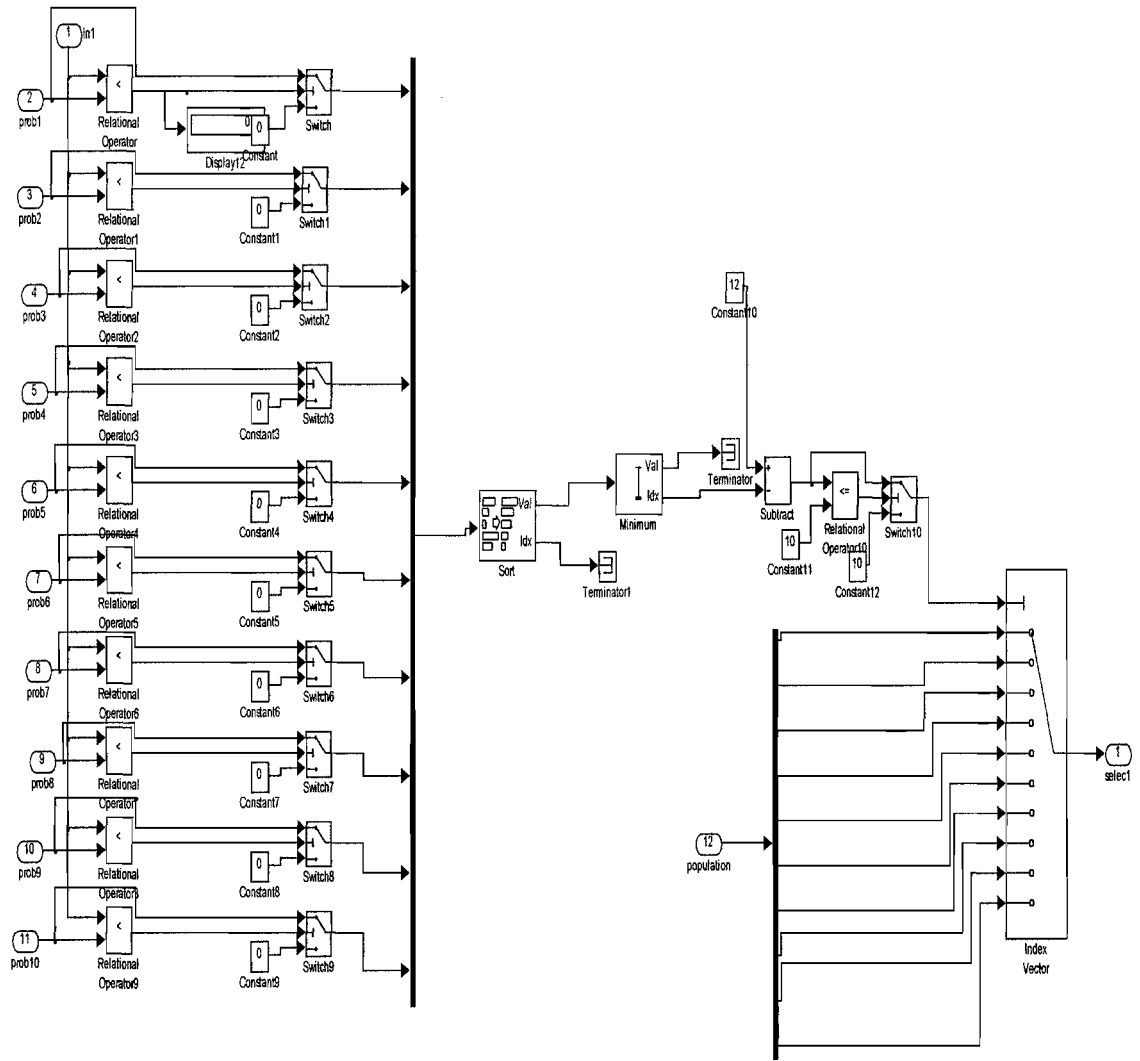 1
in1
2
prob1
<
Relational
Operator
0
0
Display12
Constant
Switch
3
prob2
<
Relational
Operator1
0
Constant1
Switch1
4
prob3
<
Relational
Operator2
0
Constant2
Switch2
5
prob4
<
Relational
Operator3
0
Constant3
Switch3
6
prob5
<
Relational
Operator4
0
Constant4
Switch4
7
prob6
<
Relational
Operator5
0
Constant5
Switch5
8
prob7
<
Relational
Operator6
0
Constant6
Switch6
9
prob8
<
Relational
0
Constant7
Switch7
10
prob9
<
Relational
Operator8
0
Constant8
Switch8
11
prob10
<
Relational
Operator9
0
Constant9
Switch9
Val
Idx
Sort
Terminator1
Val
Idx
Minimum
Terminator
12
Constant10
+
-
Subtract
<=
Relational
Operator10
10
Constant11
10
Constant12
Switch10
12
population
Index
Vector
1
selec1